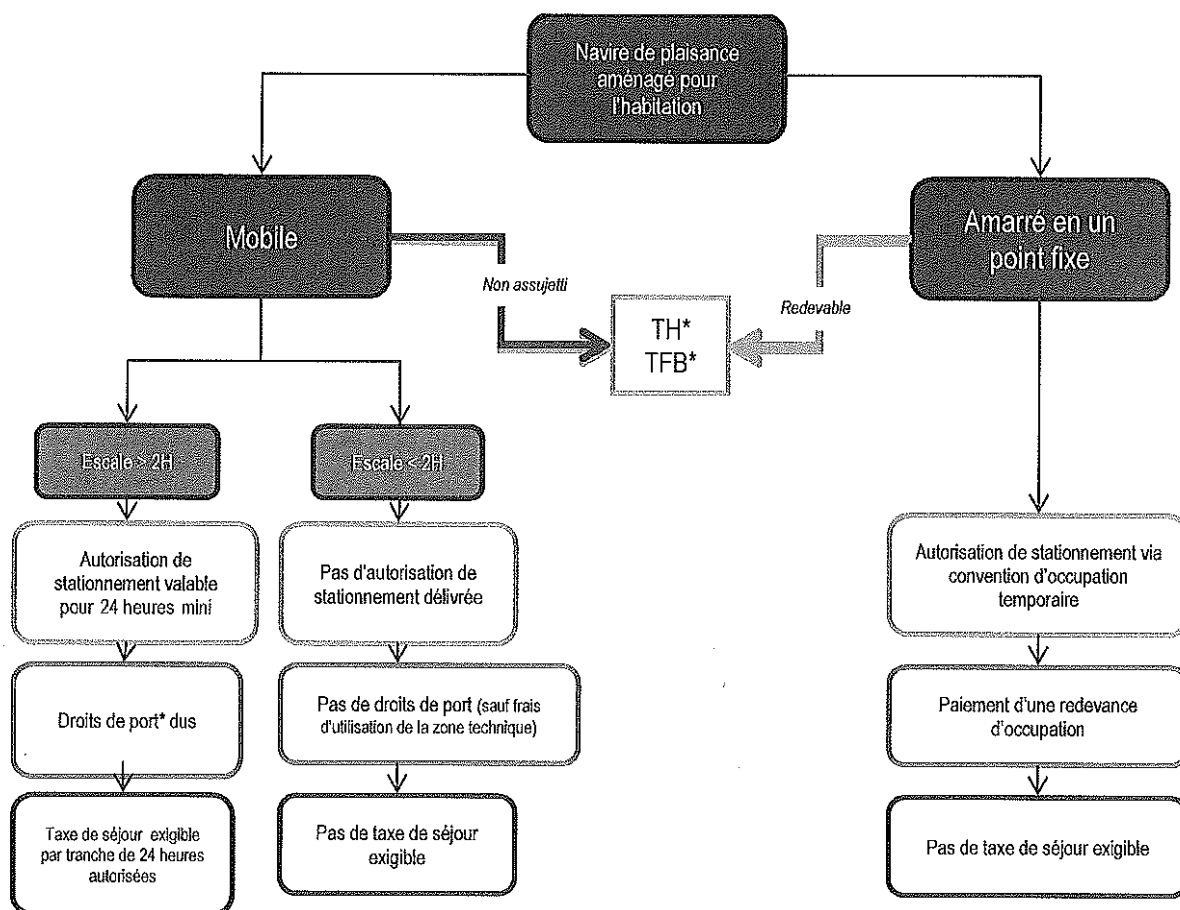 Navire de plaisance
aménagé pour
l'habitation
Mobile
Amarré en un
point fixe
Non assujetti
Redevable
TH*
TFB*
Escale > 2H
Escale < 2H
Autorisation de
stationnement valable
pour 24 heures mini
Pas d'autorisation de
stationnement délivrée
Autorisation de stationnement via
convention d'occupation
temporaire
Droits de port* dus
Pas de droits de port (sauf frais
d'utilisation de la zone technique)
Paiement d'une redevance
d'occupation
Taxe de séjour exigible
par tranche de 24 heures
autorisées
Pas de taxe de séjour
exigible
Pas de taxe de séjour exigible